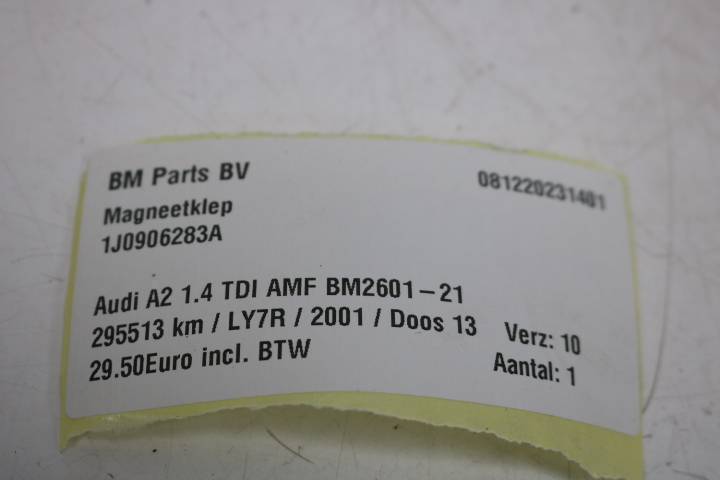 BM Parts BV 081220231401
Magneetklep
1J0906283A
Audi A2 1.4 TDI AMF BM2601-21
295513 km / LY7R / 2001 / Doos 13 Verz: 10
29.50Euro incl. BTW Aantal: 1